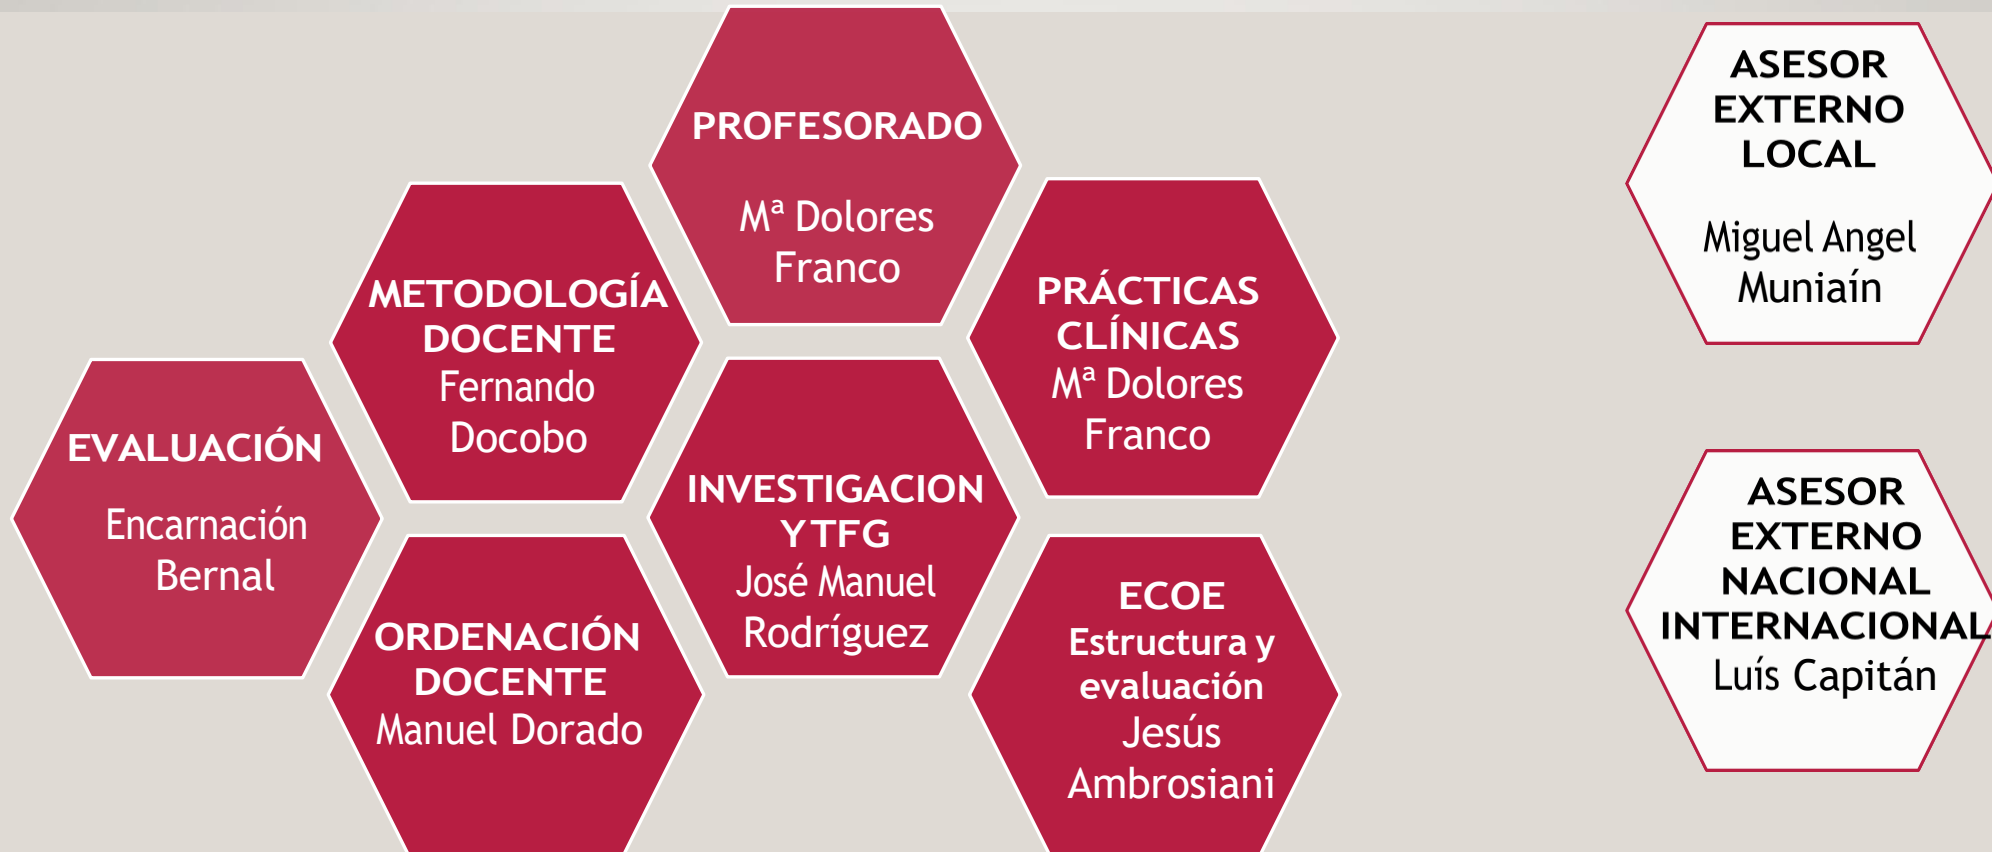 PROFESORADO
Mª Dolores
Franco
METODOLOGÍA
DOCENTE
Fernando
Docobo
PRÁCTICAS
CLÍNICAS
Mª Dolores
Franco
EVALUACIÓN
Encarnación
Bernal
INVESTIGACION
Y TFG
José Manuel
Rodríguez
ORDENACIÓN
DOCENTE
Manuel Dorado
ECOE
Estructura y
evaluación
Jesús
Ambrosiani
ASESOR
EXTERNO
LOCAL
Miguel Angel
Muniaín
ASESOR
EXTERNO
NACIONAL
INTERNACIONAL
Luís Capitán